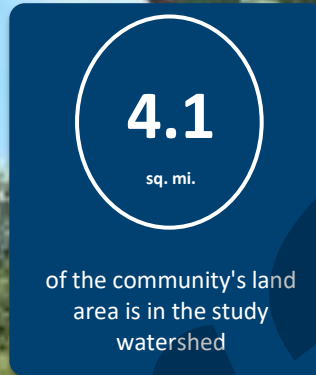 4.1
sq. mi.
of the community's land
area is in the study
watershed